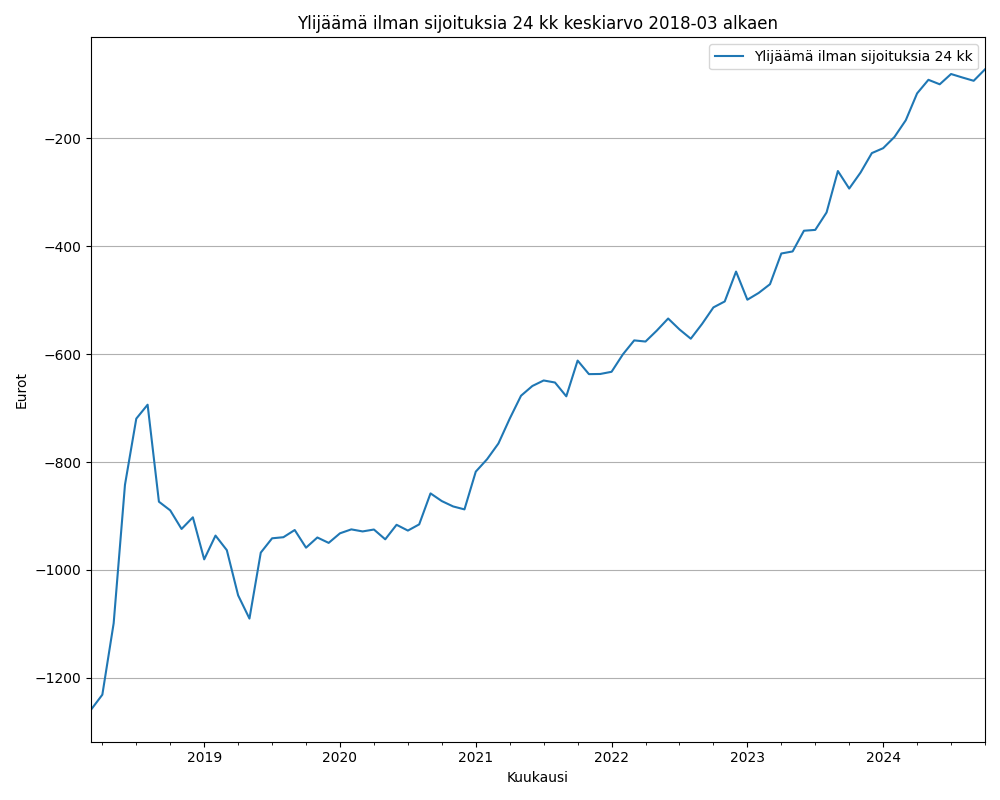 Ylijäämä ilman sijoituksia 24 kk keskiarvo 2018-03 alkaen
Ylijäämä ilman sijoituksia 24 kk
−200
−400
−600
−800
−1000
−1200
Eurot
2019 2020 2021 2022 2023 2024
Kuukausi